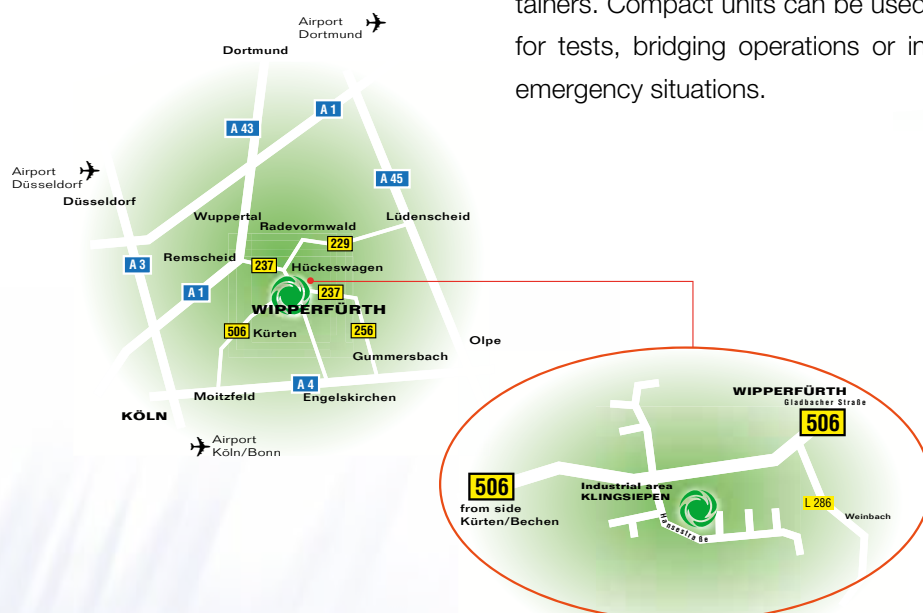 tainers. Compact units can be used
for tests, bridging operations or in
emergency situations.
Airport
Dortmund
Dortmund
A 1
A 43
Airport
Düsseldorf
Düsseldorf
A 45
Wuppertal
Lüdenscheid
Radevormwald
229
Remscheid
237
Hückeswagen
A 3
A 1
237
WIPPERFÜRTH
506
Kürten
256
Olpe
Gummersbach
A 4
Moitzfeld
Engelskirchen
KÖLN
Airport
Köln/Bonn
WIPPERFÜRTH
Gladbacher Straße
506
506
from side
Kürten/Bechen
Industrial area
KLINGSIEPEN
Hansestraße
L 286
Weinbach